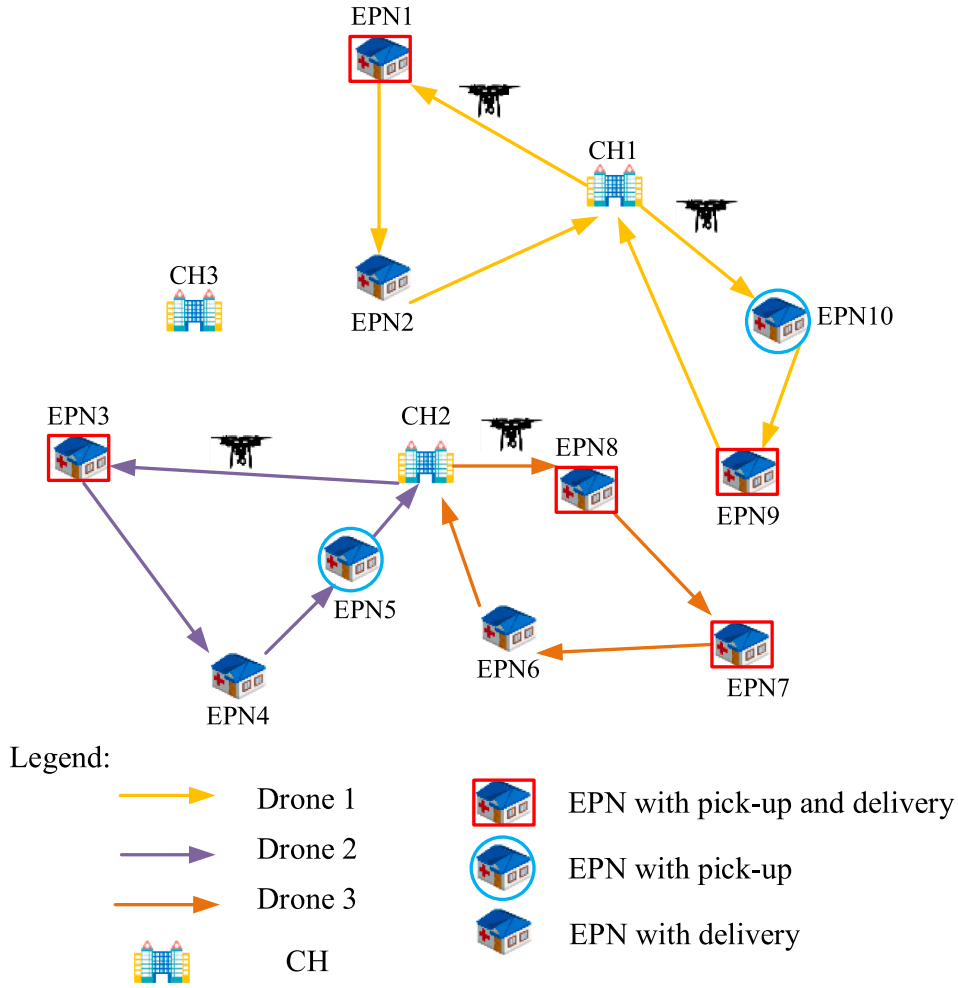 EPN1
CH1
CH3
EPN2
EPN10
EPN3
CH2
EPN8
EPN9
EPN5
EPN6
EPN7
EPN4
Legend:
Drone 1
EPN with pick-up and delivery
Drone 2
EPN with pick-up
Drone 3
EPN with delivery
CH